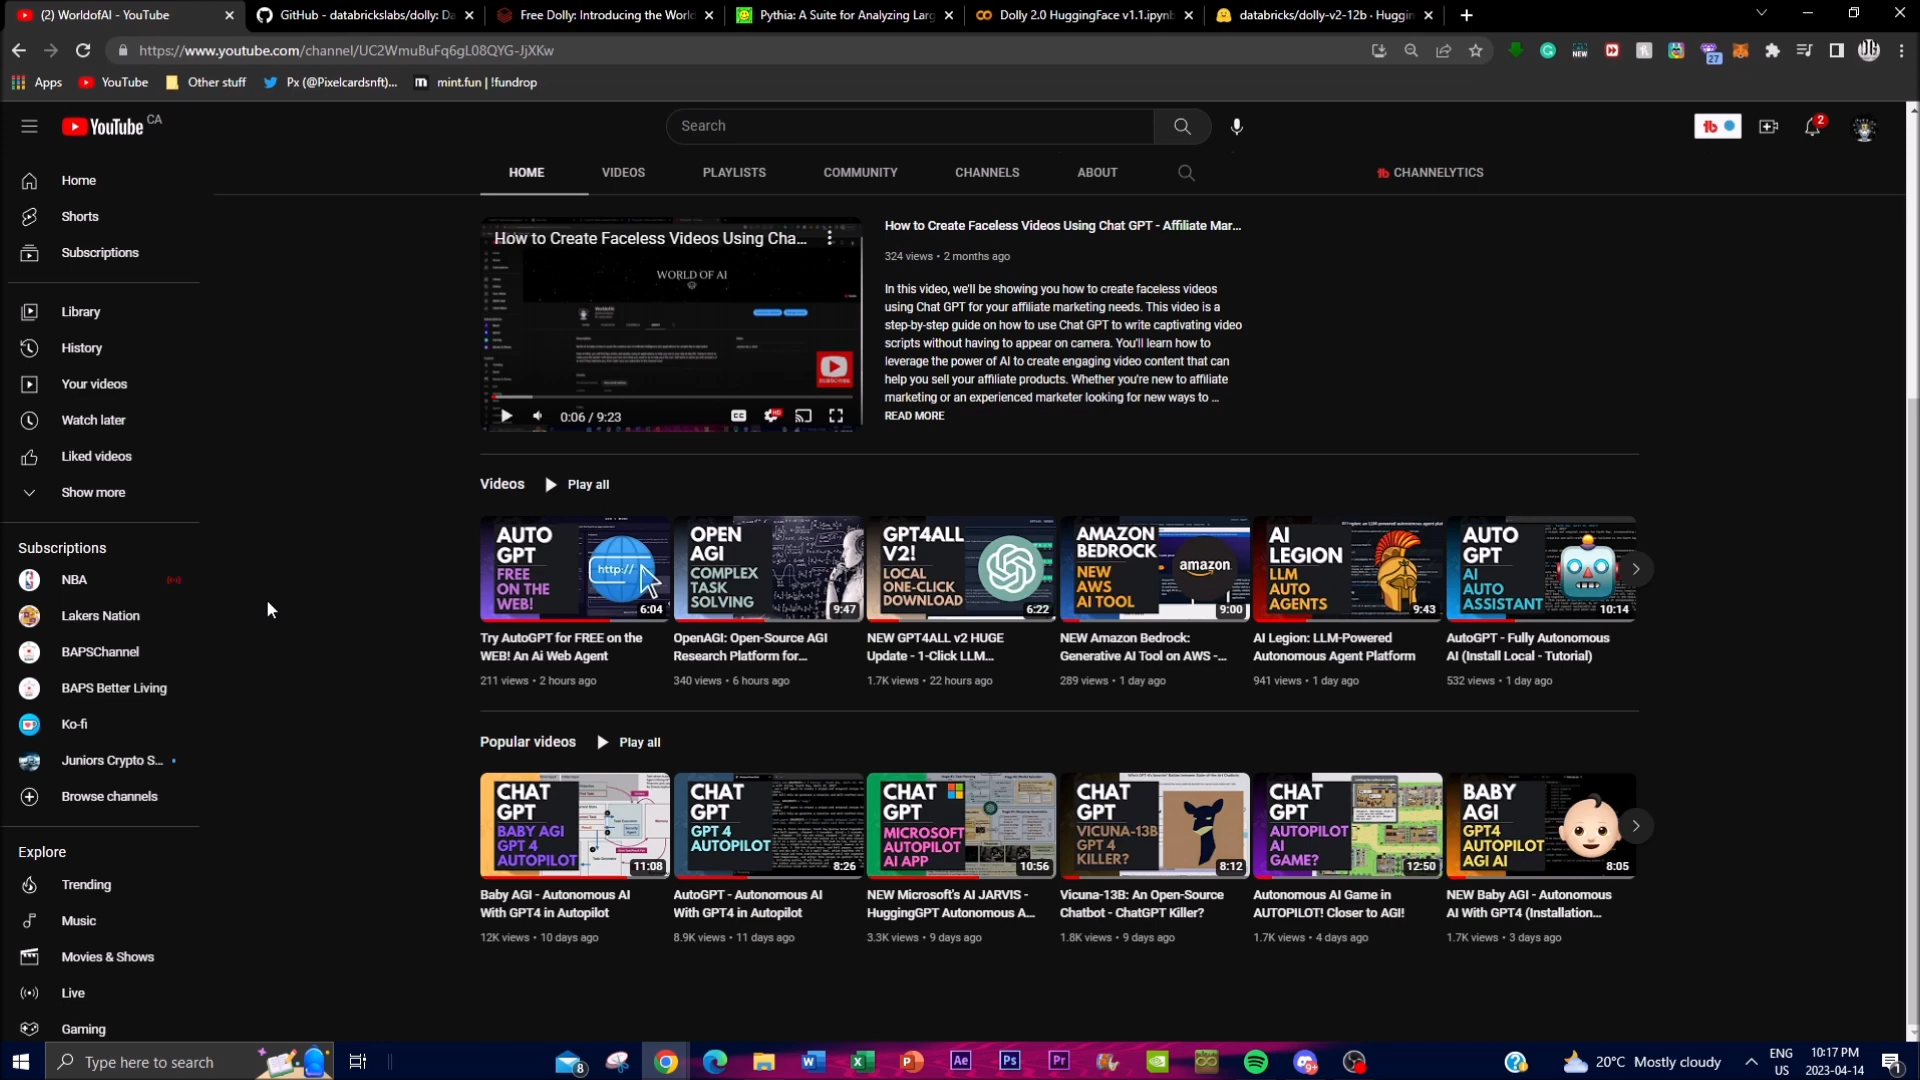 (2) WorldofAI - YouTube
GitHub - databrickslabs/dolly: Da
Free Dolly: Introducing the World
Pythia: A Suite for Analyzing Larg
Dolly 2.0 HuggingFace v1.1.ipynb
databricks/dolly-v2-12b · Huggin
https://www.youtube.com/channel/UC2WmuBuFq6gL08QYG-JjXKw
NEW
27
Apps
YouTube
Other stuff
Px (@Pixelcardsnft)...
mint.fun | !fundrop
YouTube CA
Search
2
HOME
VIDEOS
PLAYLISTS
COMMUNITY
CHANNELS
ABOUT
CHANNELYTICS
Home
Shorts
Subscriptions
Library
History
Your videos
Watch later
Liked videos
Show more
Subscriptions
NBA
Lakers Nation
BAPSChannel
BAPS Better Living
Ko-fi
Juniors Crypto S...
Browse channels
Explore
Trending
Music
Movies & Shows
Live
Gaming
How to Create Faceless Videos Using Cha...
WORLD OF AI
SUBSCRIBE
0:06 / 9:23
CC
HD
How to Create Faceless Videos Using Chat GPT - Affiliate Mar...
324 views • 2 months ago
In this video, we'll be showing you how to create faceless videos
using Chat GPT for your affiliate marketing needs. This video is a
step-by-step guide on how to use Chat GPT to write captivating video
scripts without having to appear on camera. You'll learn how to
leverage the power of AI to create engaging video content that can
help you sell your affiliate products. Whether you're new to affiliate
marketing or an experienced marketer looking for new ways to ...
READ MORE
Videos
Play all
AUTO
GPT
FREE
ON THE
WEB!
http://
6:04
Try AutoGPT for FREE on the
WEB! An Ai Web Agent
211 views • 2 hours ago
OPEN
AGI
COMPLEX
TASK
SOLVING
9:47
OpenAGI: Open-Source AGI
Research Platform for...
340 views • 6 hours ago
GPT4ALL
V2!
LOCAL
ONE-CLICK
DOWNLOAD
6:22
NEW GPT4ALL v2 HUGE
Update - 1-Click LLM...
1.7K views • 22 hours ago
AMAZON
BEDROCK
NEW
AWS
AI TOOL
amazon
9:00
NEW Amazon Bedrock:
Generative AI Tool on AWS -...
289 views • 1 day ago
AI
LEGION
LLM
AUTO
AGENTS
9:43
AI Legion: LLM-Powered
Autonomous Agent Platform
941 views • 1 day ago
AUTO
GPT
AI
AUTO
ASSISTANT
10:14
AutoGPT - Fully Autonomous
AI (Install Local - Tutorial)
532 views • 1 day ago
Popular videos
Play all
CHAT
GPT
BABY AGI
GPT 4
AUTOPILOT
11:08
Baby AGI - Autonomous AI
With GPT4 in Autopilot
12K views • 10 days ago
CHAT
GPT
GPT 4
AUTOPILOT
8:26
AutoGPT - Autonomous AI
With GPT4 in Autopilot
8.9K views • 11 days ago
CHAT
GPT
MICROSOFT
AUTOPILOT
AI APP
10:56
NEW Microsoft's AI JARVIS -
HuggingGPT Autonomous A...
3.3K views • 9 days ago
CHAT
GPT
VICUNA-13B
GPT 4
KILLER?
8:12
Vicuna-13B: An Open-Source
Chatbot - ChatGPT Killer?
1.8K views • 9 days ago
CHAT
GPT
AUTOPILOT
AI
GAME?
12:50
Autonomous AI Game in
AUTOPILOT! Closer to AGI!
1.7K views • 4 days ago
BABY
AGI
GPT4
AUTOPILOT
AGI AI
8:05
NEW Baby AGI - Autonomous
AI With GPT4 (Installation...
1.7K views • 3 days ago
Type here to search
8
Ae
Ps
Pr
9+
20°C Mostly cloudy
ENG
US
10:17 PM
2023-04-14
1